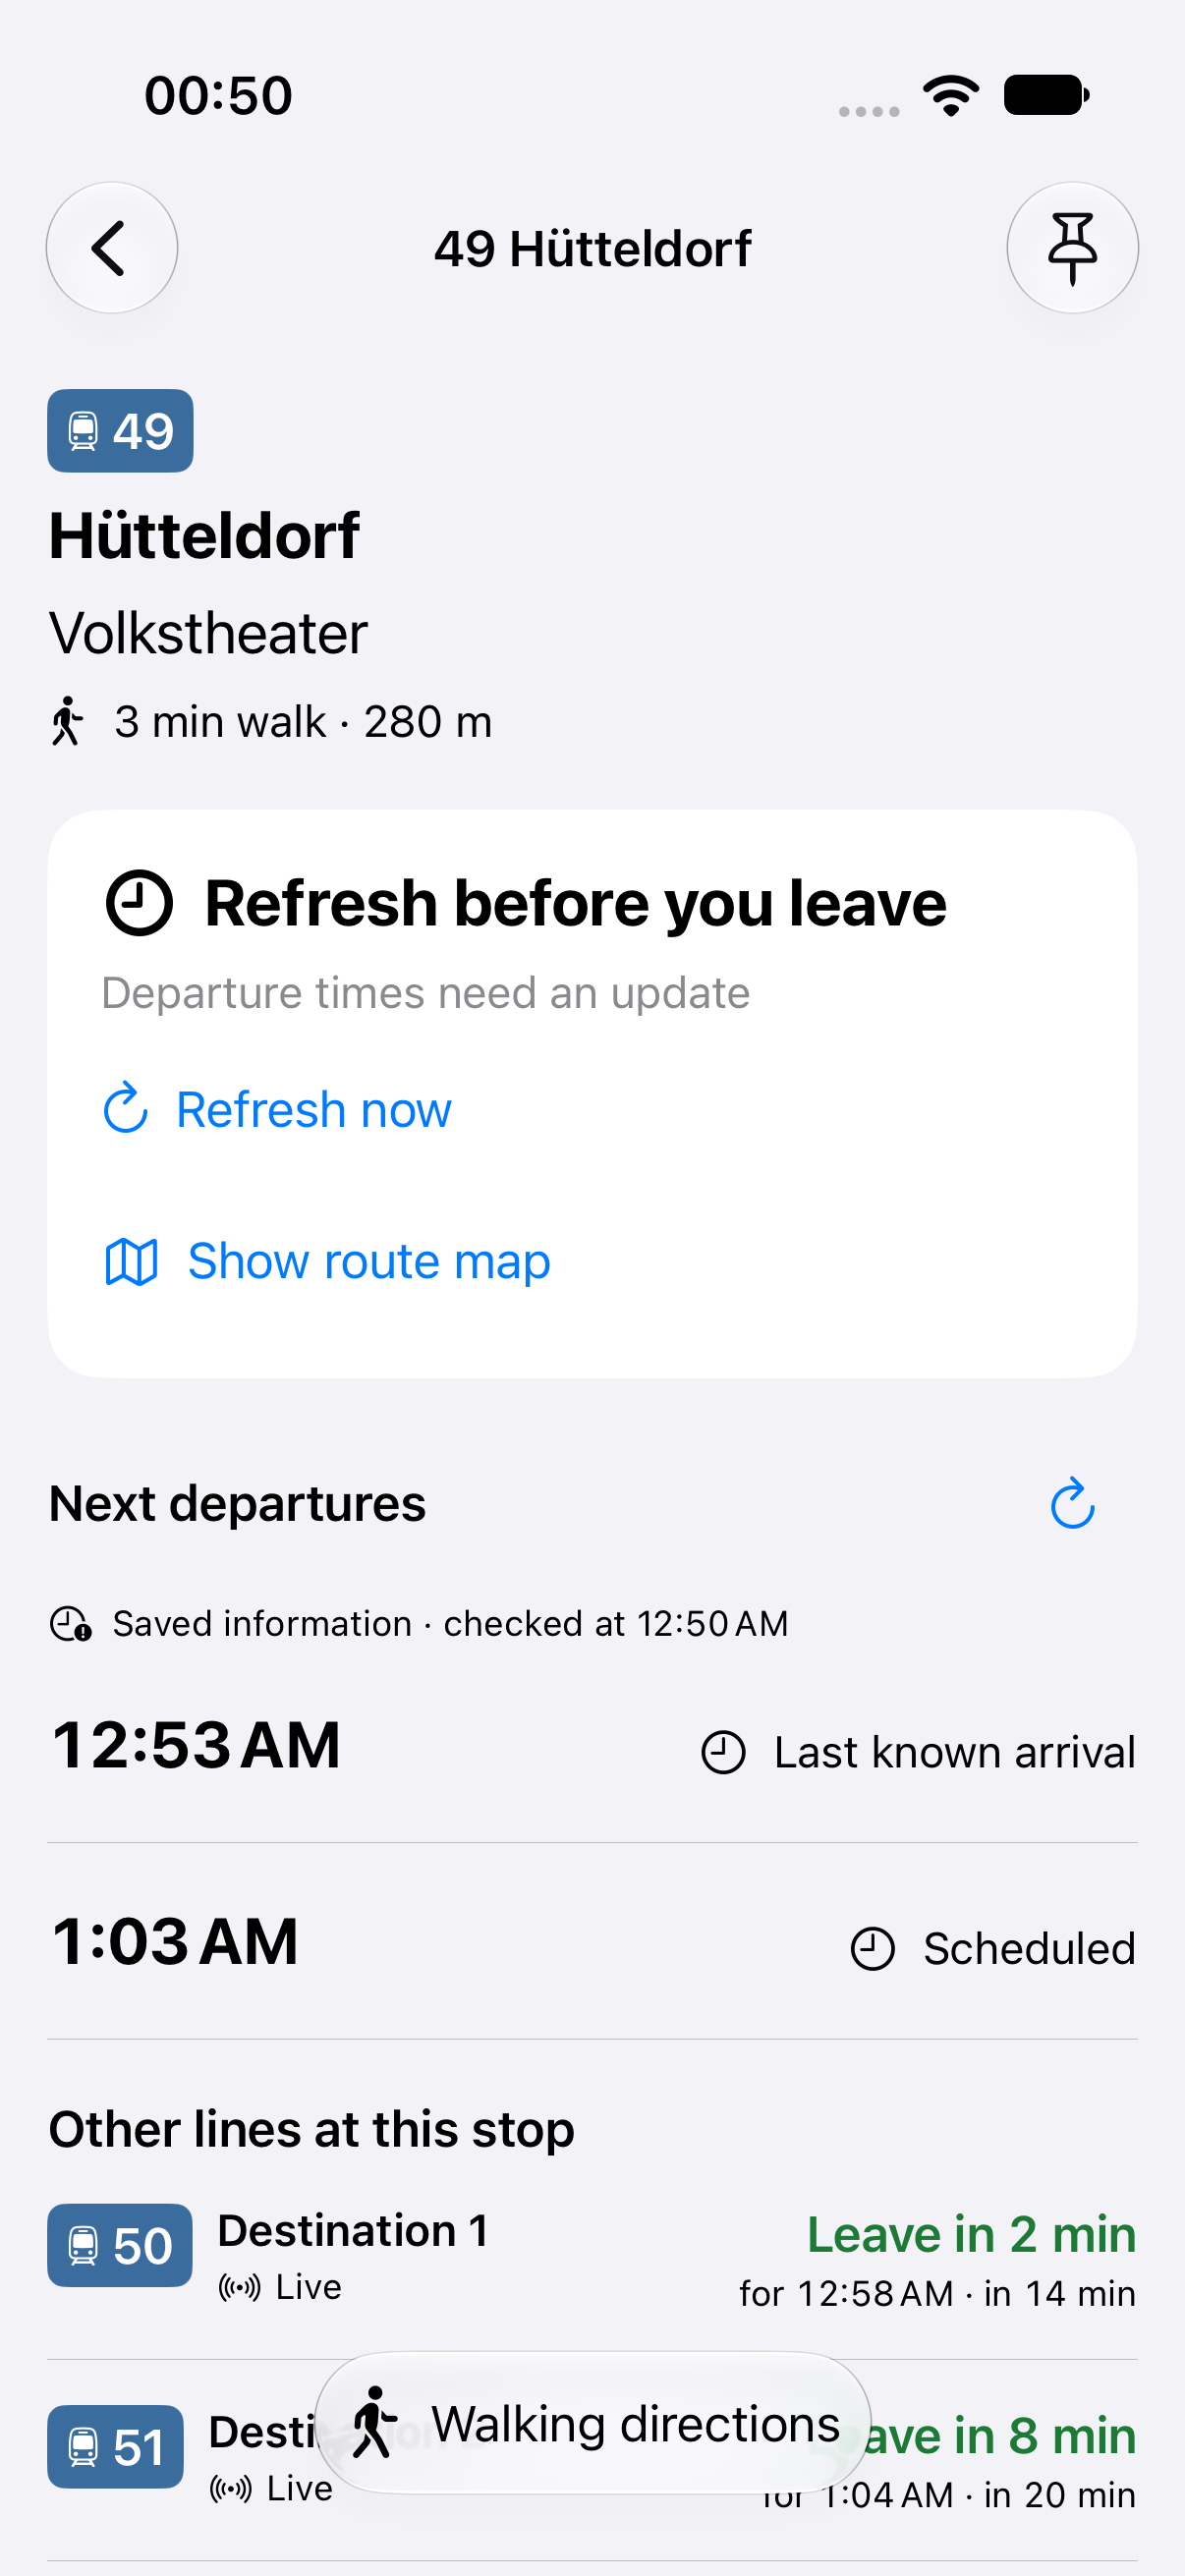 00:50
49 Hütteldorf
49
Hütteldorf
Volkstheater
3 min walk · 280 m
Refresh before you leave
Departure times need an update
Refresh now
Show route map
Next departures
Saved information · checked at 12:50 AM
12:53 AM
Last known arrival
1:03 AM
Scheduled
Other lines at this stop
50
Destination 1
Leave in 2 min
Live
for 12:58 AM · in 14 min
Walking directions
51
in 8 min
Live
1:04 AM · in 20 min